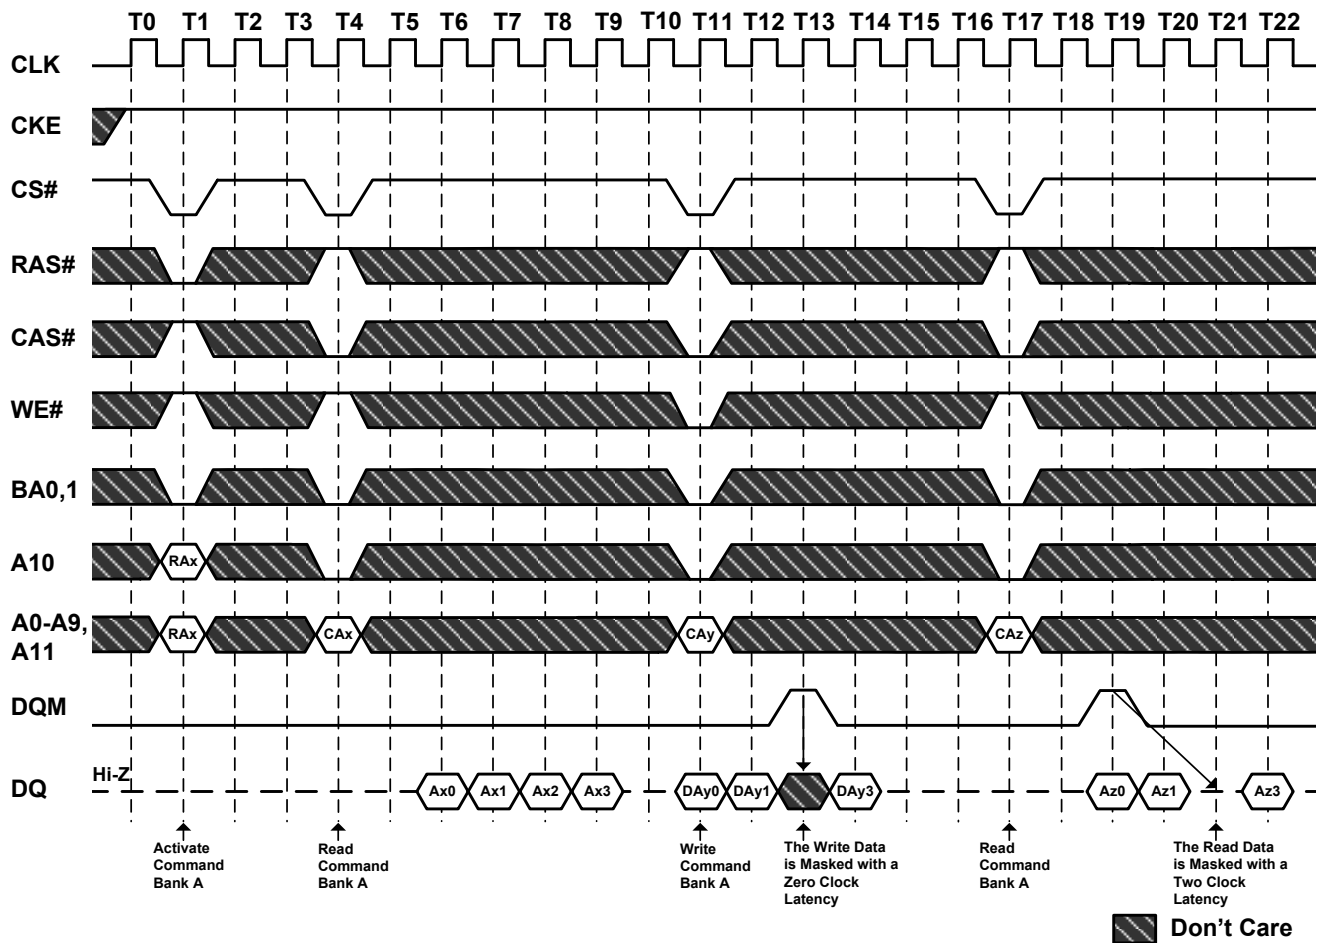 T0 T1 T2 T3 T4 T5 T6 T7 T8 T9 T10 T11 T12 T13 T14 T15 T16 T17 T18 T19 T20 T21 T22
CLK
CKE
CS#
RAS#
CAS#
WE#
BA0,1
A10 RAx
A0-A9,
A11
RAx CAx CAy CAz
DQM
Hi-Z
DQ Ax0 Ax1 Ax2 Ax3 DAy0 DAy1 DAy3 Az0 Az1 Az3
Activate
Command
Bank A
Read
Command
Bank A
Write
Command
Bank A
The Write Data
is Masked with a
Zero Clock
Latency
Read
Command
Bank A
The Read Data
is Masked with a
Two Clock
Latency
Don't Care